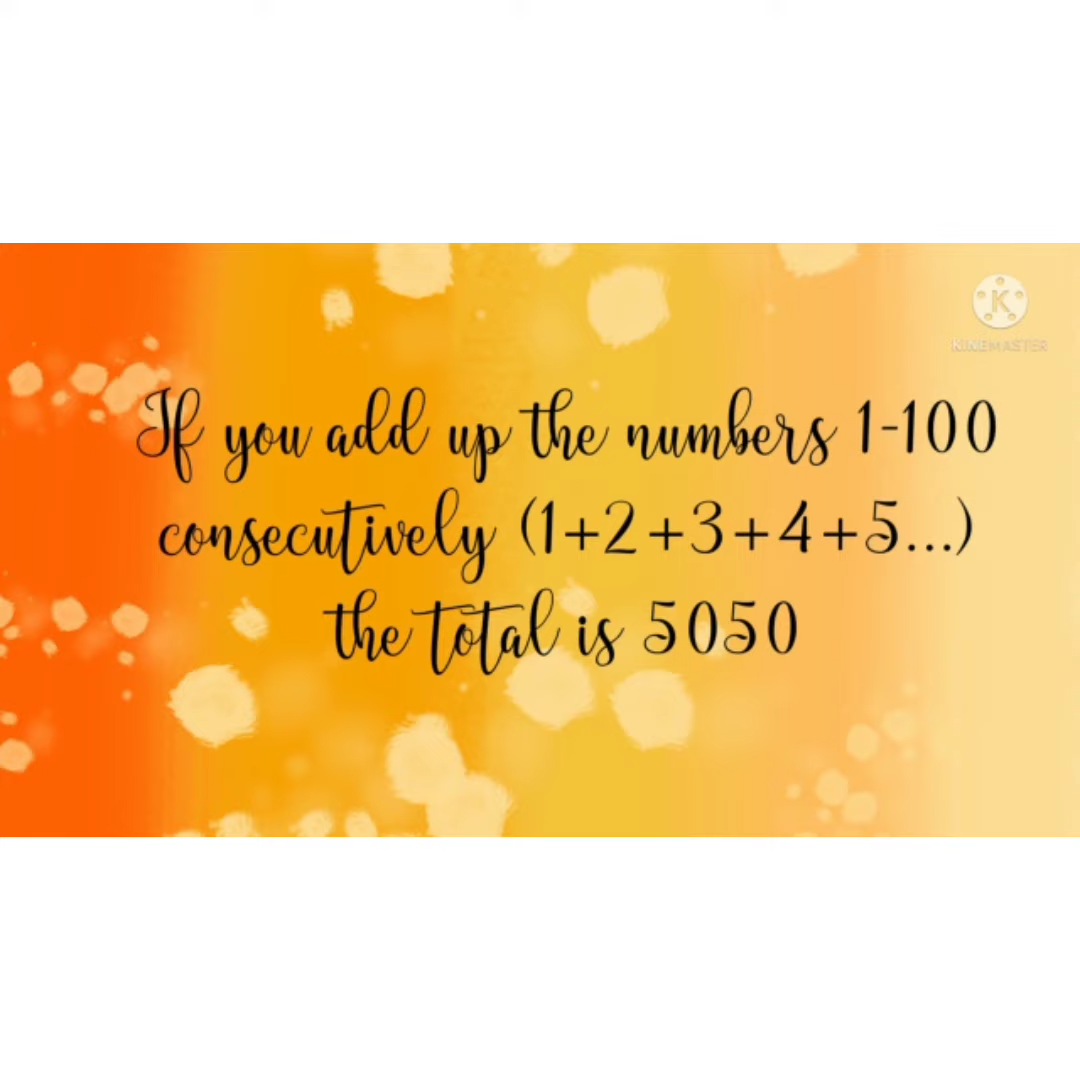 K
KINEMASTER
If you add up the numbers 1-100
consecutively (1+2+3+4+5...)
the total is 5050